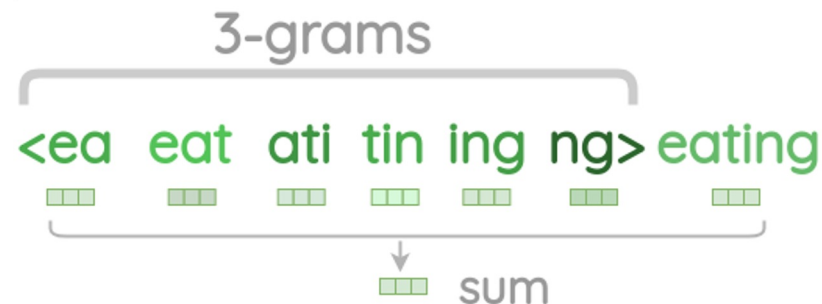 3-grams
<ea eat ati tin ing ng> eating
sum